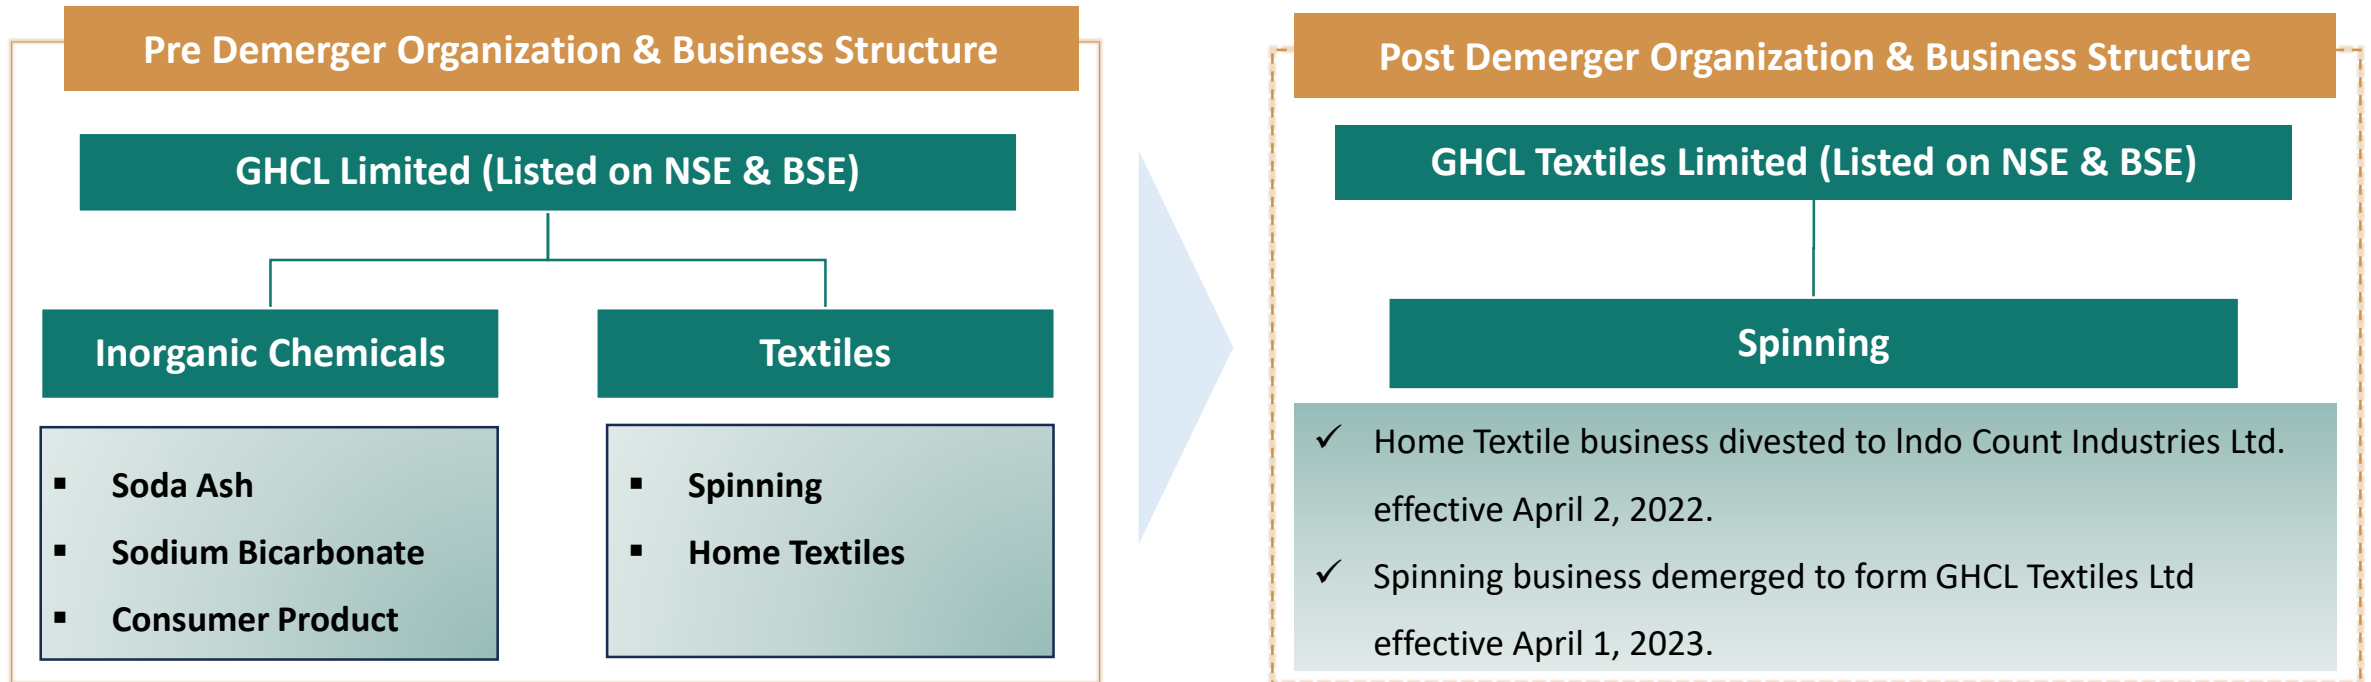 Pre Demerger Organization & Business Structure
GHCL Limited (Listed on NSE & BSE)
Inorganic Chemicals
Textiles
▪ Soda Ash
▪ Sodium Bicarbonate
▪ Consumer Product
▪ Spinning
▪ Home Textiles
Post Demerger Organization & Business Structure
GHCL Textiles Limited (Listed on NSE & BSE)
Spinning
✓ Home Textile business divested to lndo Count Industries Ltd.
effective April 2, 2022.
✓ Spinning business demerged to form GHCL Textiles Ltd
effective April 1, 2023.